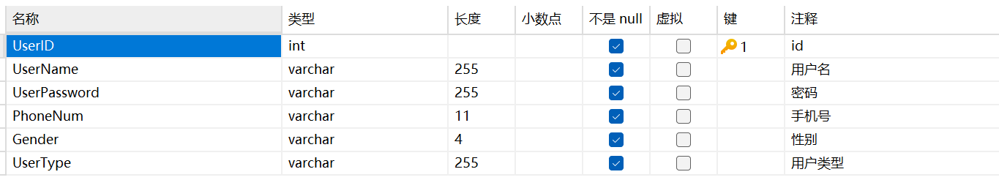 名称 类型 长度 小数点 不是 null 虚拟 键 注释
UserID int 1 id
UserName varchar 255 用户名
UserPassword varchar 255 密码
PhoneNum varchar 11 手机号
Gender varchar 4 性别
UserType varchar 255 用户类型